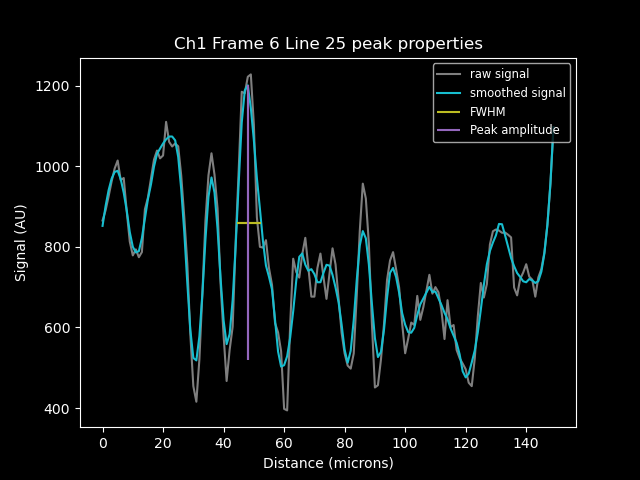 Ch1 Frame 6 Line 25 peak properties
raw signal
smoothed signal
FWHM
Peak amplitude
1200
1000
800
600
400
Signal (AU)
0 20 40 60 80 100 120 140
Distance (microns)